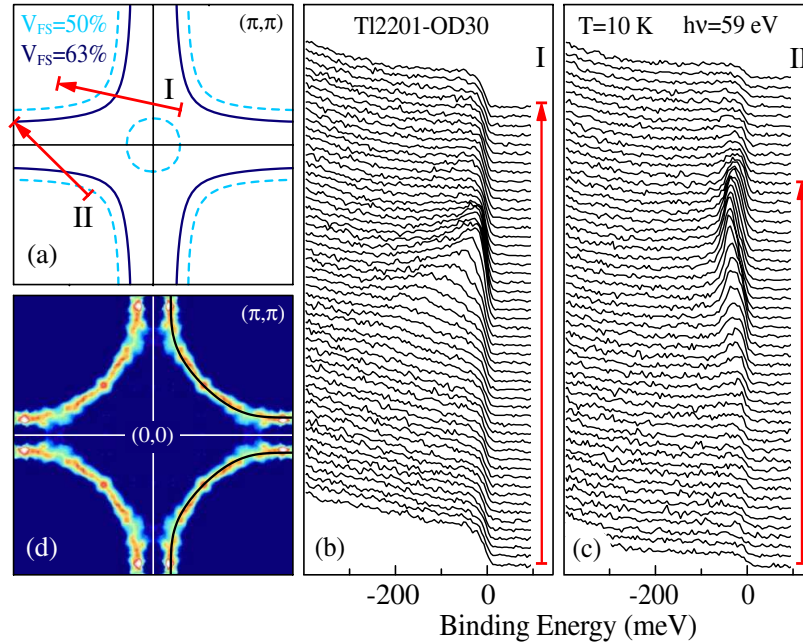 V_FS=50%
V_FS=63%
(π,π)
I
II
(a)
(π,π)
(0,0)
(d)
Tl2201-OD30
I
(b)
-200
0
T=10 K hν=59 eV
II
(c)
-200
0
Binding Energy (meV)